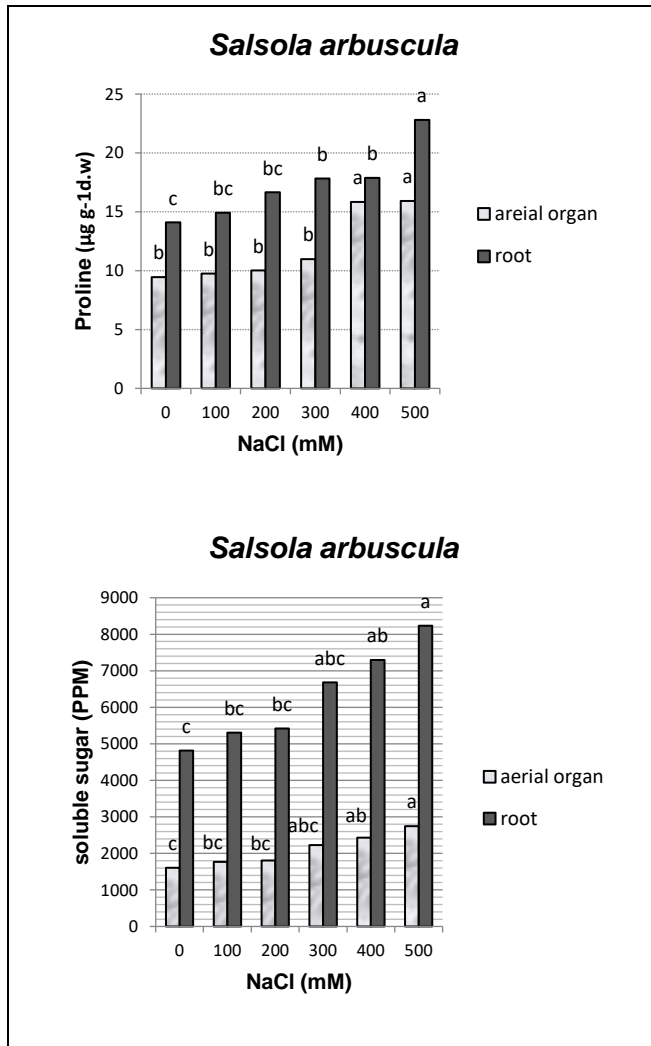 Salsola arbuscula
25
20
15
10
5
0
Proline (µg g-1d.w)
c bc bc b b a
b b b b a a
0 100 200 300 400 500
NaCl (mM)
areial organ
root
Salsola arbuscula
9000
8000
7000
6000
5000
4000
3000
2000
1000
0
soluble sugar (PPM)
c bc bc abc ab a
c bc bc abc ab a
0 100 200 300 400 500
NaCl (mM)
aerial organ
root